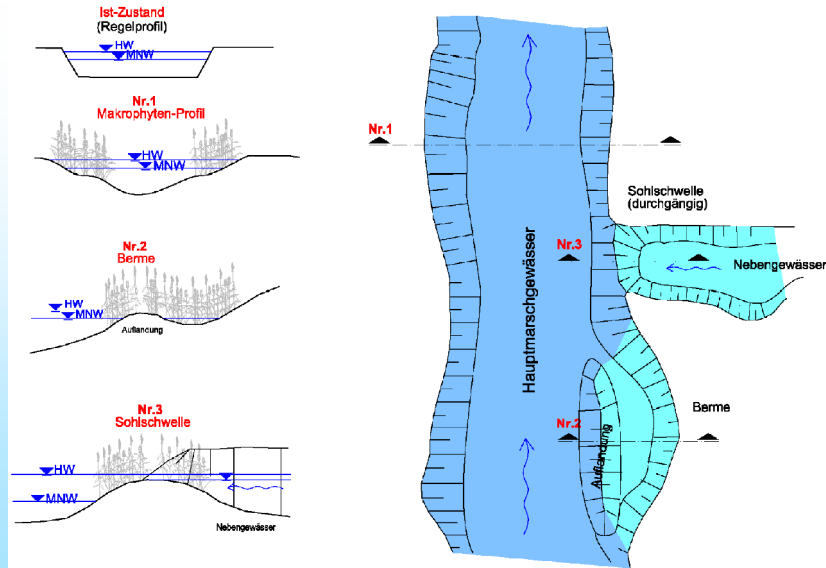 Ist-Zustand
(Regelprofil)
HW
MNW
Nr.1
Makrophyten-Profil
HW
MNW
Nr.2
Berme
HW
MNW
Auflandung
Nr.3
Sohlschwelle
HW
MNW
Nebengewässer
Nr.1
Sohlschwelle
(durchgängig)
Nr.3
Nebengewässer
Hauptmarschgewässer
Nr.2
Berme
Auflandung